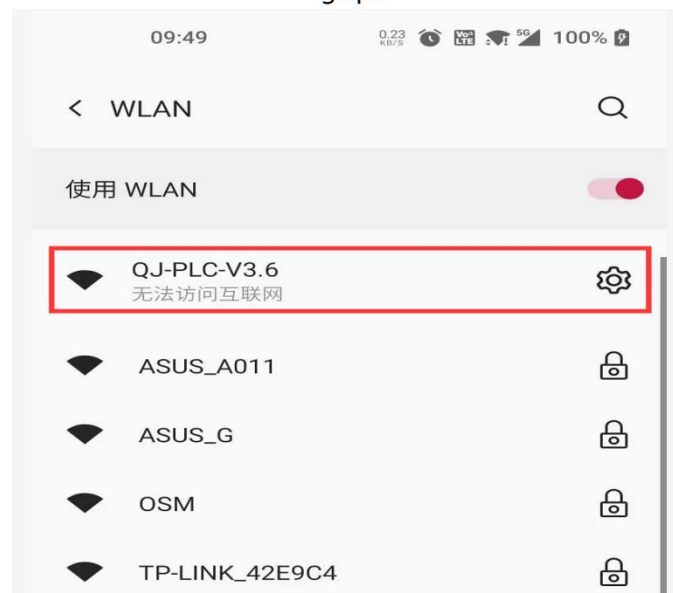 09:49 0.23 KB/S 5G 100%
WLAN
使用 WLAN
QJ-PLC-V3.6
无法访问互联网
ASUS_A011
ASUS_G
OSM
TP-LINK_42E9C4